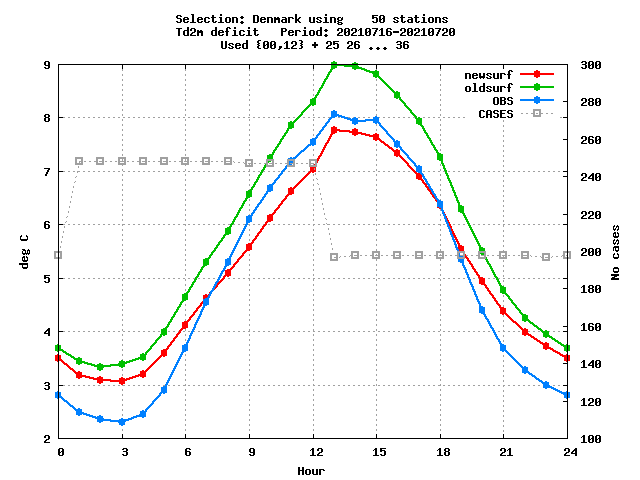 Selection: Denmark using    50 stations
Td2m deficit   Period: 20210716-20210720
Used {00,12} + 25 26 ... 36
newsurf
oldsurf
OBS
CASES
deg C
9
8
7
6
5
4
3
2
300
280
260
240
220
200
180
160
140
120
100
No cases
0 3 6 9 12 15 18 21 24
Hour